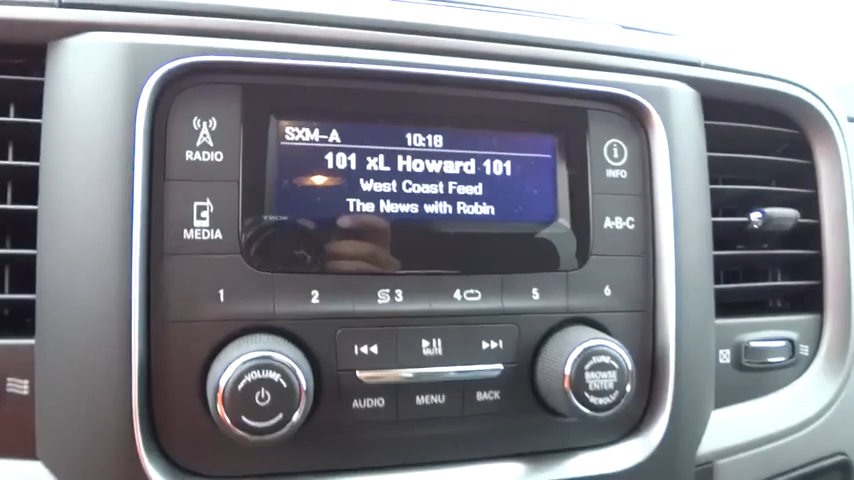 SXM-A 10:18
101 xL Howard 101
West Coast Feed
The News with Robin
RADIO
MEDIA
INFO
A-B-C
1 2 3 4 5 6
MUTE
VOLUME
AUDIO MENU BACK
TUNE
BROWSE
ENTER
SCROLL